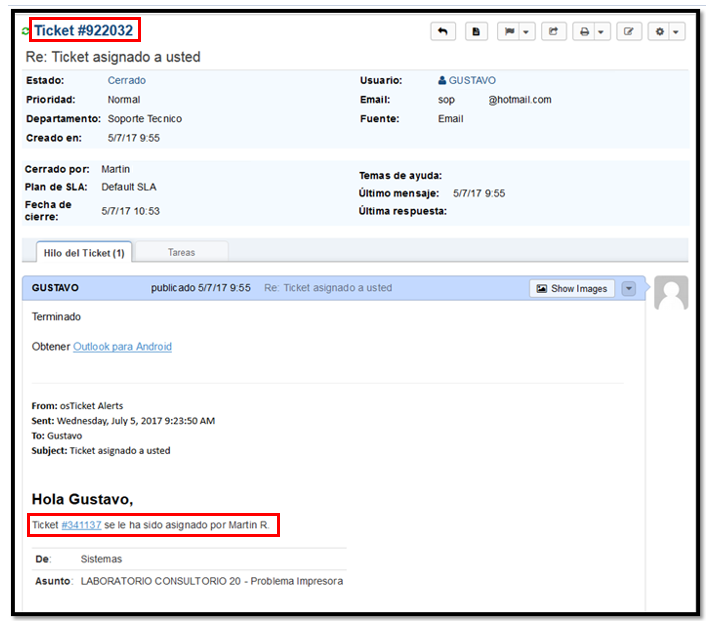 Ticket #922032
Re: Ticket asignado a usted
Estado: Cerrado
Usuario: GUSTAVO
Prioridad: Normal
Email: sop @hotmail.com
Departamento: Soporte Tecnico
Fuente: Email
Creado en: 5/7/17 9:55
Cerrado por: Martin
Temas de ayuda:
Plan de SLA: Default SLA
Último mensaje: 5/7/17 9:55
Fecha de cierre: 5/7/17 10:53
Última respuesta:
Hilo del Ticket (1) Tareas
GUSTAVO publicado 5/7/17 9:55 Re: Ticket asignado a usted Show Images
Terminado
Obtener Outlook para Android
From: osTicket Alerts
Sent: Wednesday, July 5, 2017 9:23:50 AM
To: Gustavo
Subject: Ticket asignado a usted
Hola Gustavo,
Ticket #341137 se le ha sido asignado por Martin R.
De: Sistemas
Asunto: LABORATORIO CONSULTORIO 20 - Problema Impresora